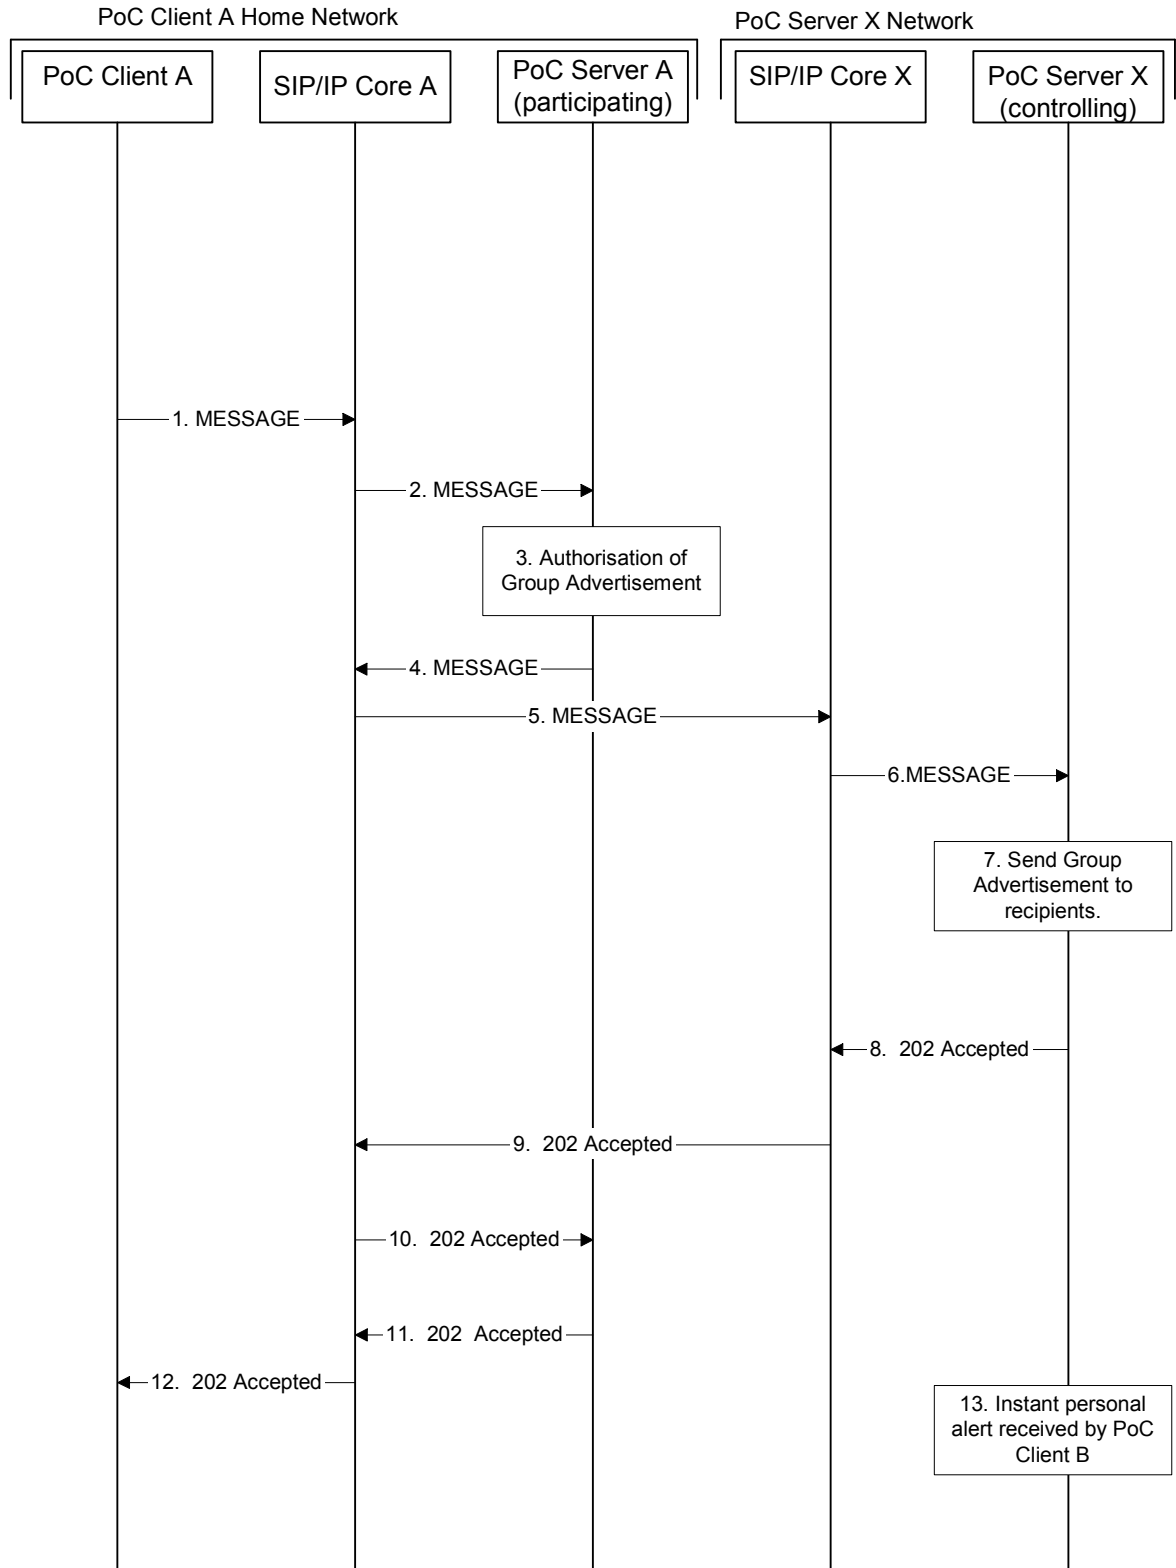 PoC Client A Home Network
PoC Server X Network
PoC Client A
SIP/IP Core A
PoC Server A
(participating)
SIP/IP Core X
PoC Server X
(controlling)
1. MESSAGE
2. MESSAGE
3. Authorisation of
Group Advertisement
4. MESSAGE
5. MESSAGE
6.MESSAGE
7. Send Group
Advertisement to
recipients.
8. 202 Accepted
9. 202 Accepted
10. 202 Accepted
11. 202 Accepted
12. 202 Accepted
13. Instant personal
alert received by PoC
Client B